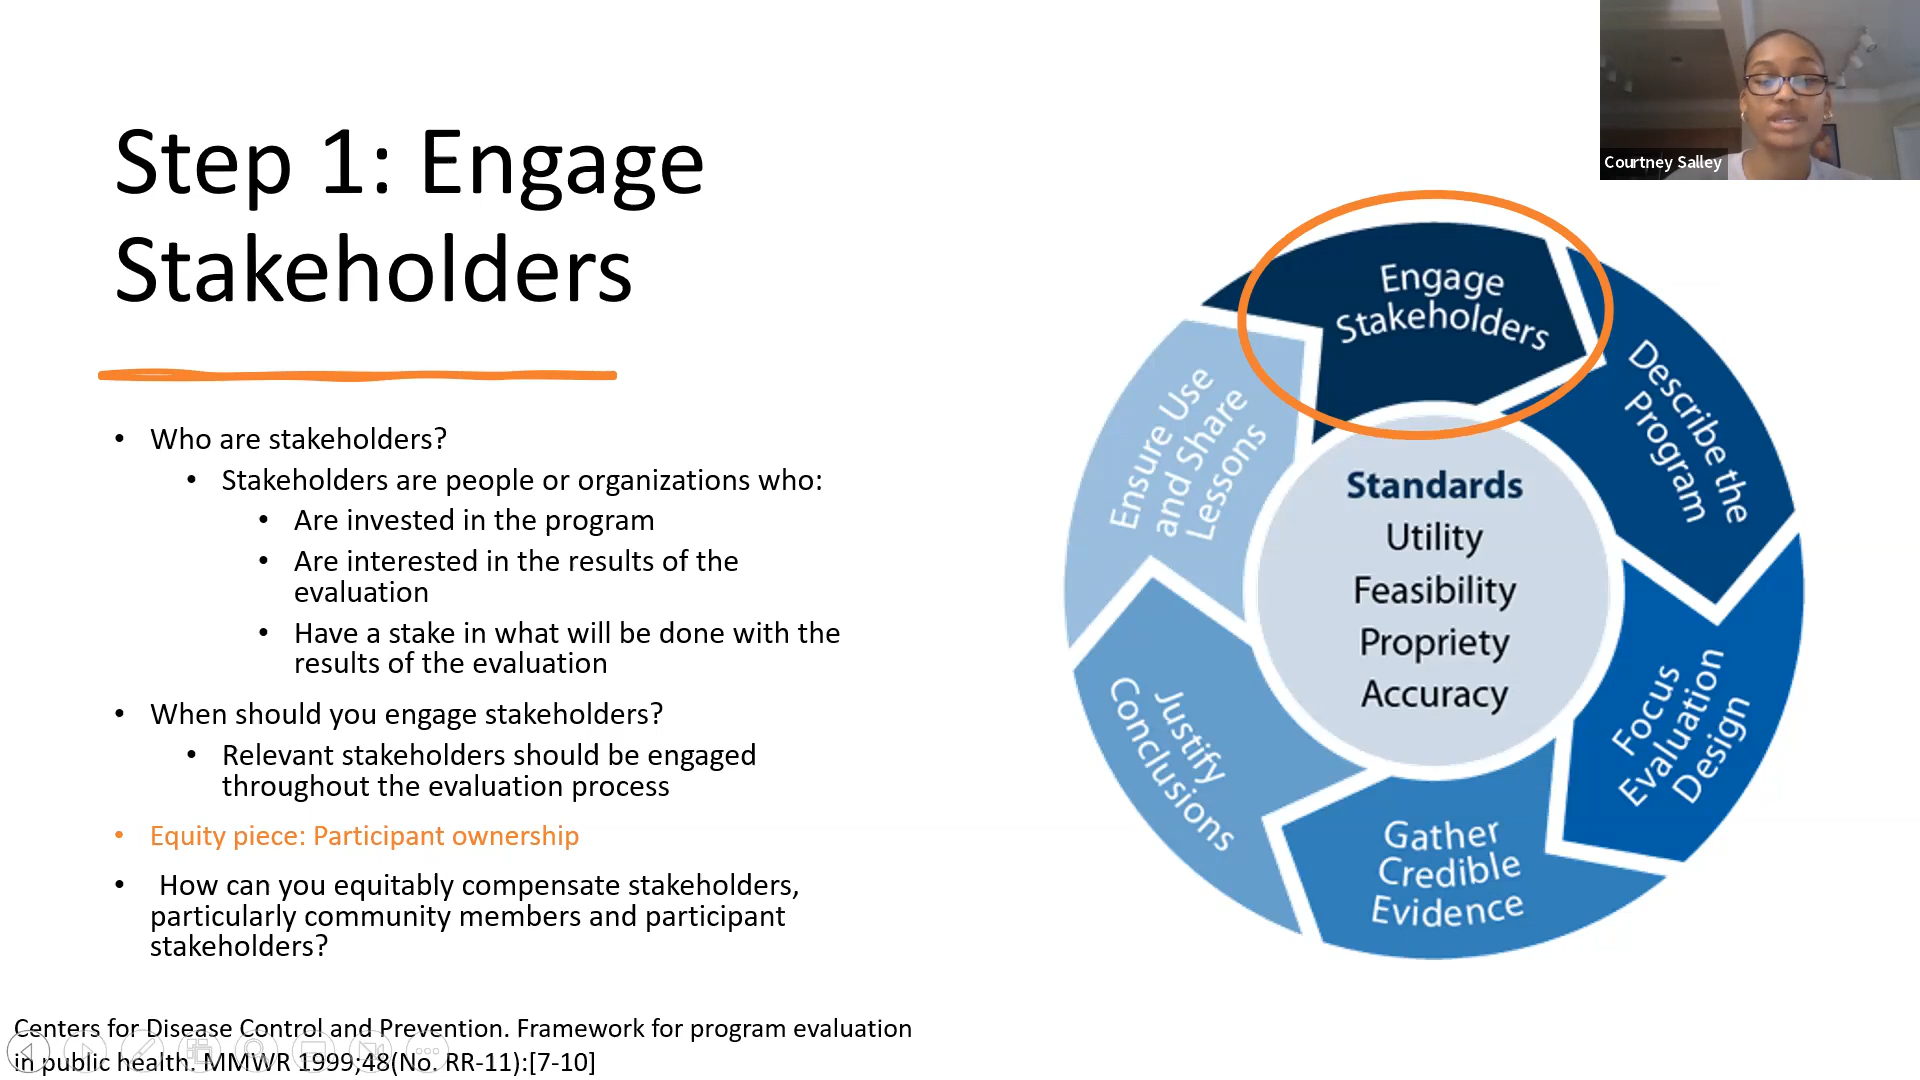 Courtney Salley
Step 1: Engage
Stakeholders
• Who are stakeholders?
• Stakeholders are people or organizations who:
• Are invested in the program
• Are interested in the results of the
evaluation
• Have a stake in what will be done with the
results of the evaluation
• When should you engage stakeholders?
• Relevant stakeholders should be engaged
throughout the evaluation process
• Equity piece: Participant ownership
• How can you equitably compensate stakeholders,
particularly community members and participant
stakeholders?
Engage
Stakeholders
Describe the
Program
Focus
Evaluation
Design
Gather
Credible
Evidence
Justify
Conclusions
Ensure Use
and Share
Lessons
Standards
Utility
Feasibility
Propriety
Accuracy
Centers for Disease Control and Prevention. Framework for program evaluation
in public health. MMWR 1999;48(No. RR-11):[7-10]